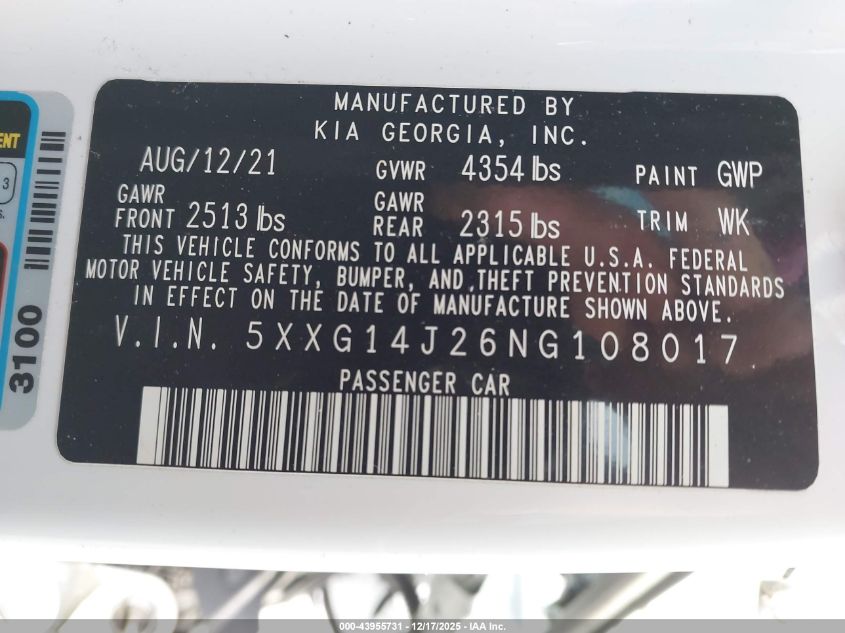 MANUFACTURED BY
KIA GEORGIA, INC.
AUG/12/21 GVWR 4354 lbs PAINT GWP
GAWR FRONT 2513 lbs GAWR REAR 2315 lbs TRIM WK
THIS VEHICLE CONFORMS TO ALL APPLICABLE U.S.A. FEDERAL
MOTOR VEHICLE SAFETY, BUMPER, AND THEFT PREVENTION STANDARDS
IN EFFECT ON THE DATE OF MANUFACTURE SHOWN ABOVE.
V.I.N. 5XXG14J26NG108017
PASSENGER CAR
3100
3
000-43955731 - 12/17/2025 - IAA Inc.